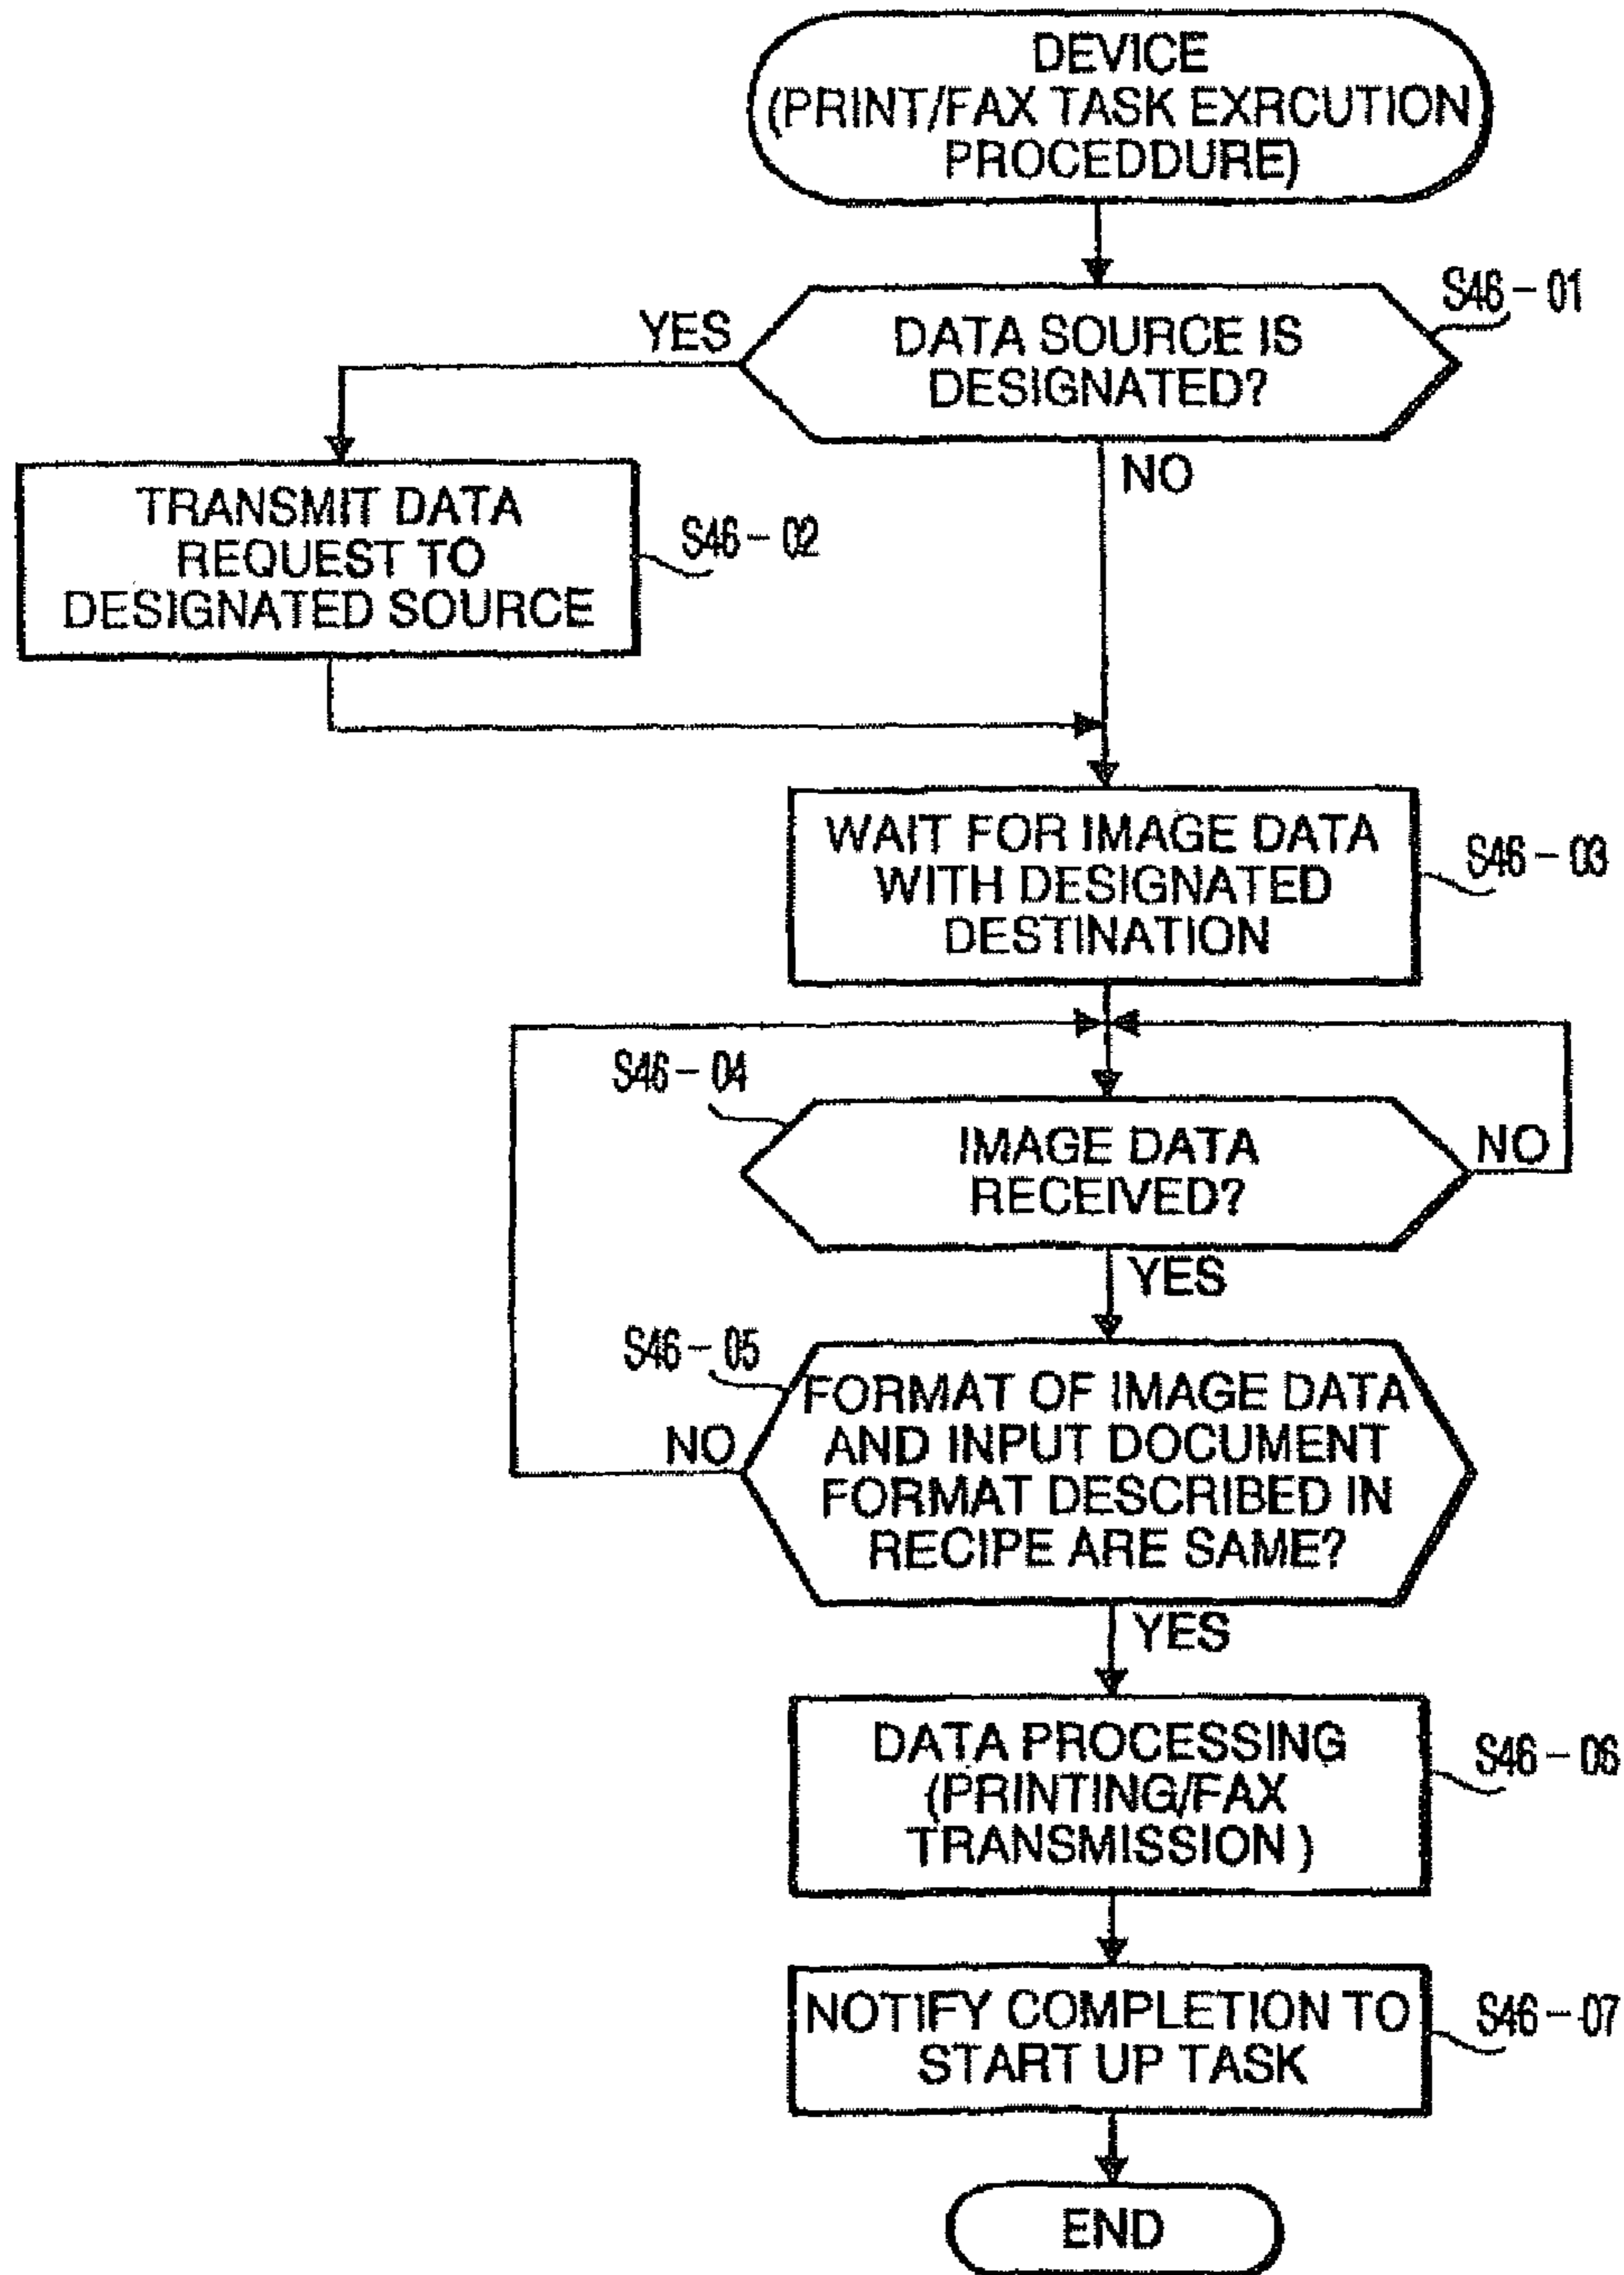 DEVICE
(PRINT/FAX TASK EXRCUTION
PROCEDDURE)
S46-01
YES
DATA SOURCE IS
DESIGNATED?
NO
TRANSMIT DATA
REQUEST TO
DESIGNATED SOURCE
S46-02
WAIT FOR IMAGE DATA
WITH DESIGNATED
DESTINATION
S46-03
S46-04
IMAGE DATA
RECEIVED?
NO
YES
S46-05
FORMAT OF IMAGE DATA
AND INPUT DOCUMENT
FORMAT DESCRIBED IN
RECIPE ARE SAME?
NO
YES
DATA PROCESSING
(PRINTING/FAX
TRANSMISSION )
S46-06
NOTIFY COMPLETION TO
START UP TASK
S46-07
END